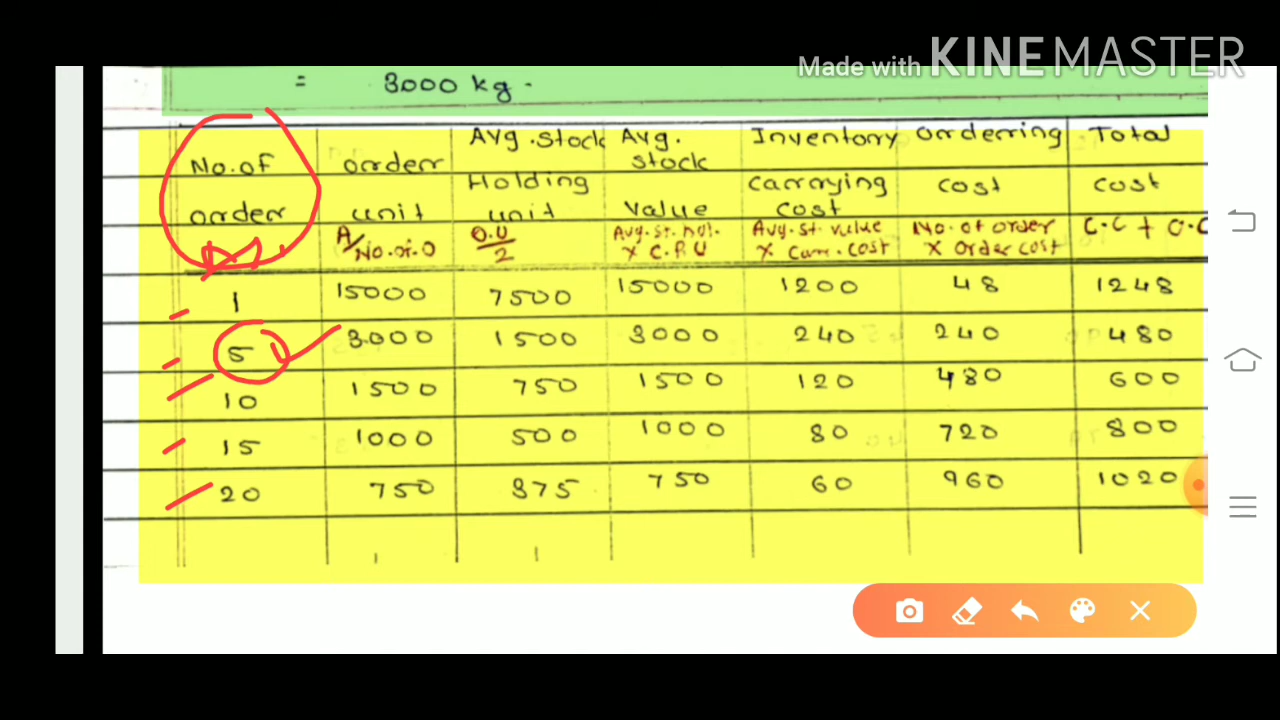 Made with KINEMASTER
= 3000 kg.
No. of order | order unit | Avg. stock Holding unit | Avg. stock value | Inventory carrying cost | ordering cost | Total cost
A/No. of. O | O.U/2 | Avg. st. hol. x C.P.U | Avg. st. value x Carr. cost | No. of order x order cost | C.C + O.C
1 | 15000 | 7500 | 15000 | 1200 | 48 | 1248
5 | 3000 | 1500 | 3000 | 240 | 240 | 480
10 | 1500 | 750 | 1500 | 120 | 480 | 600
15 | 1000 | 500 | 1000 | 80 | 720 | 800
20 | 750 | 375 | 750 | 60 | 960 | 1020